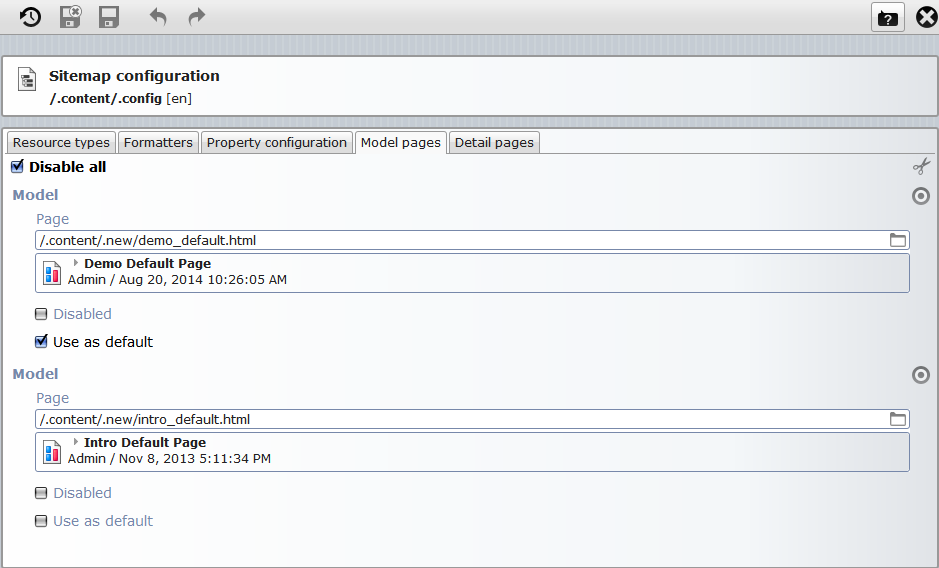 Sitemap configuration
/.content/.config [en]
Resource types Formatters Property configuration Model pages Detail pages
Disable all
Model
Page
/.content/.new/demo_default.html
Demo Default Page
Admin / Aug 20, 2014 10:26:05 AM
Disabled
Use as default
Model
Page
/.content/.new/intro_default.html
Intro Default Page
Admin / Nov 8, 2013 5:11:34 PM
Disabled
Use as default